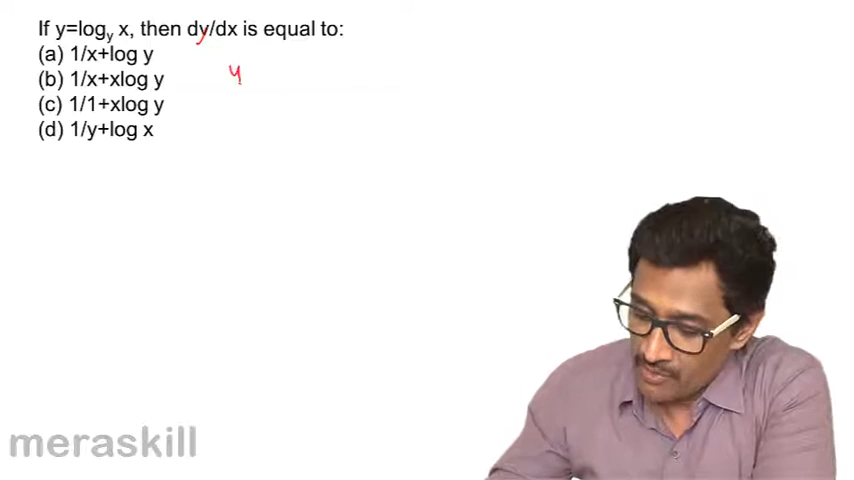 If y=logy x, then dy/dx is equal to:
(a) 1/x+log y
(b) 1/x+xlog y
y
(c) 1/1+xlog y
(d) 1/y+log x
meraskill